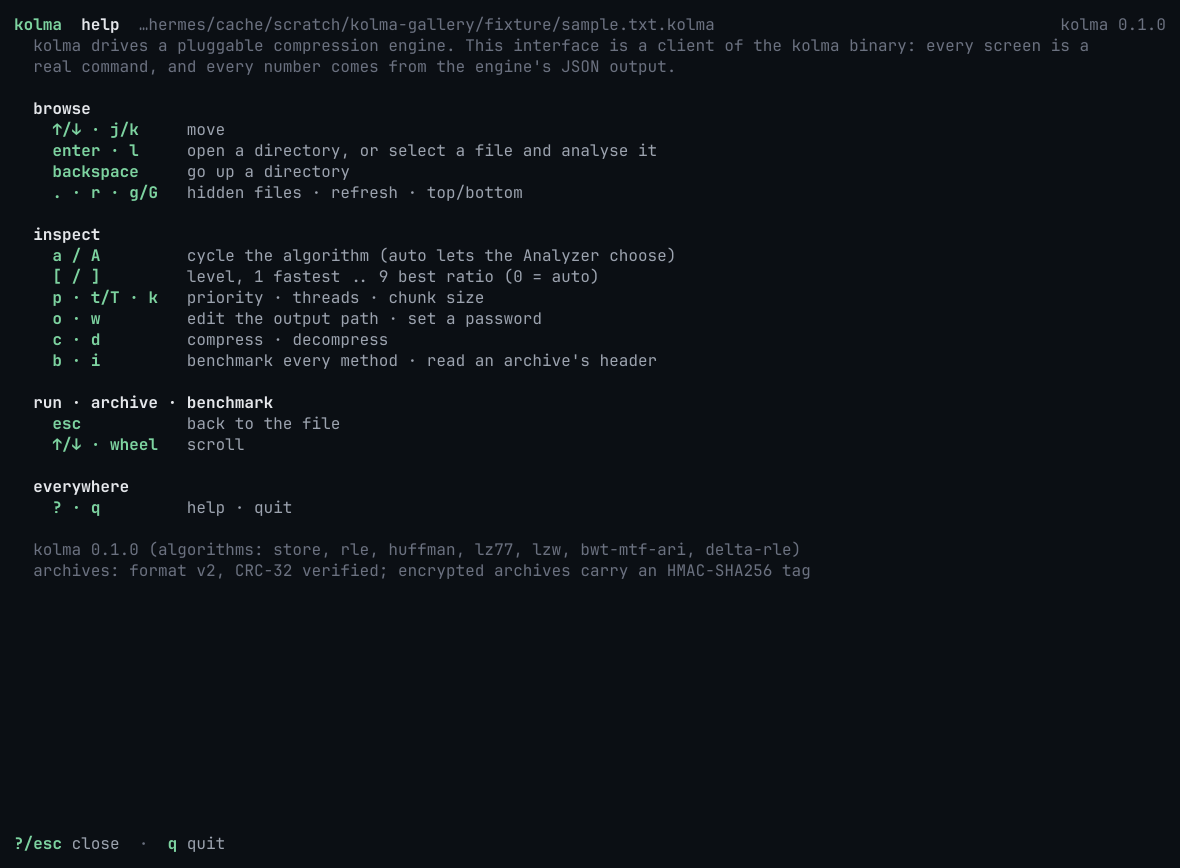 kolma  help  …hermes/cache/scratch/kolma-gallery/fixture/sample.txt.kolma  kolma 0.1.0
kolma drives a pluggable compression engine. This interface is a client of the kolma binary: every screen is a
real command, and every number comes from the engine's JSON output.
browse
↑/↓ · j/k  move
enter · l  open a directory, or select a file and analyse it
backspace  go up a directory
. · r · g/G  hidden files · refresh · top/bottom
inspect
a / A  cycle the algorithm (auto lets the Analyzer choose)
[ / ]  level, 1 fastest .. 9 best ratio (0 = auto)
p · t/T · k  priority · threads · chunk size
o · w  edit the output path · set a password
c · d  compress · decompress
b · i  benchmark every method · read an archive's header
run · archive · benchmark
esc  back to the file
↑/↓ · wheel  scroll
everywhere
? · q  help · quit
kolma 0.1.0 (algorithms: store, rle, huffman, lz77, lzw, bwt-mtf-ari, delta-rle)
archives: format v2, CRC-32 verified; encrypted archives carry an HMAC-SHA256 tag
?/esc close  ·  q quit